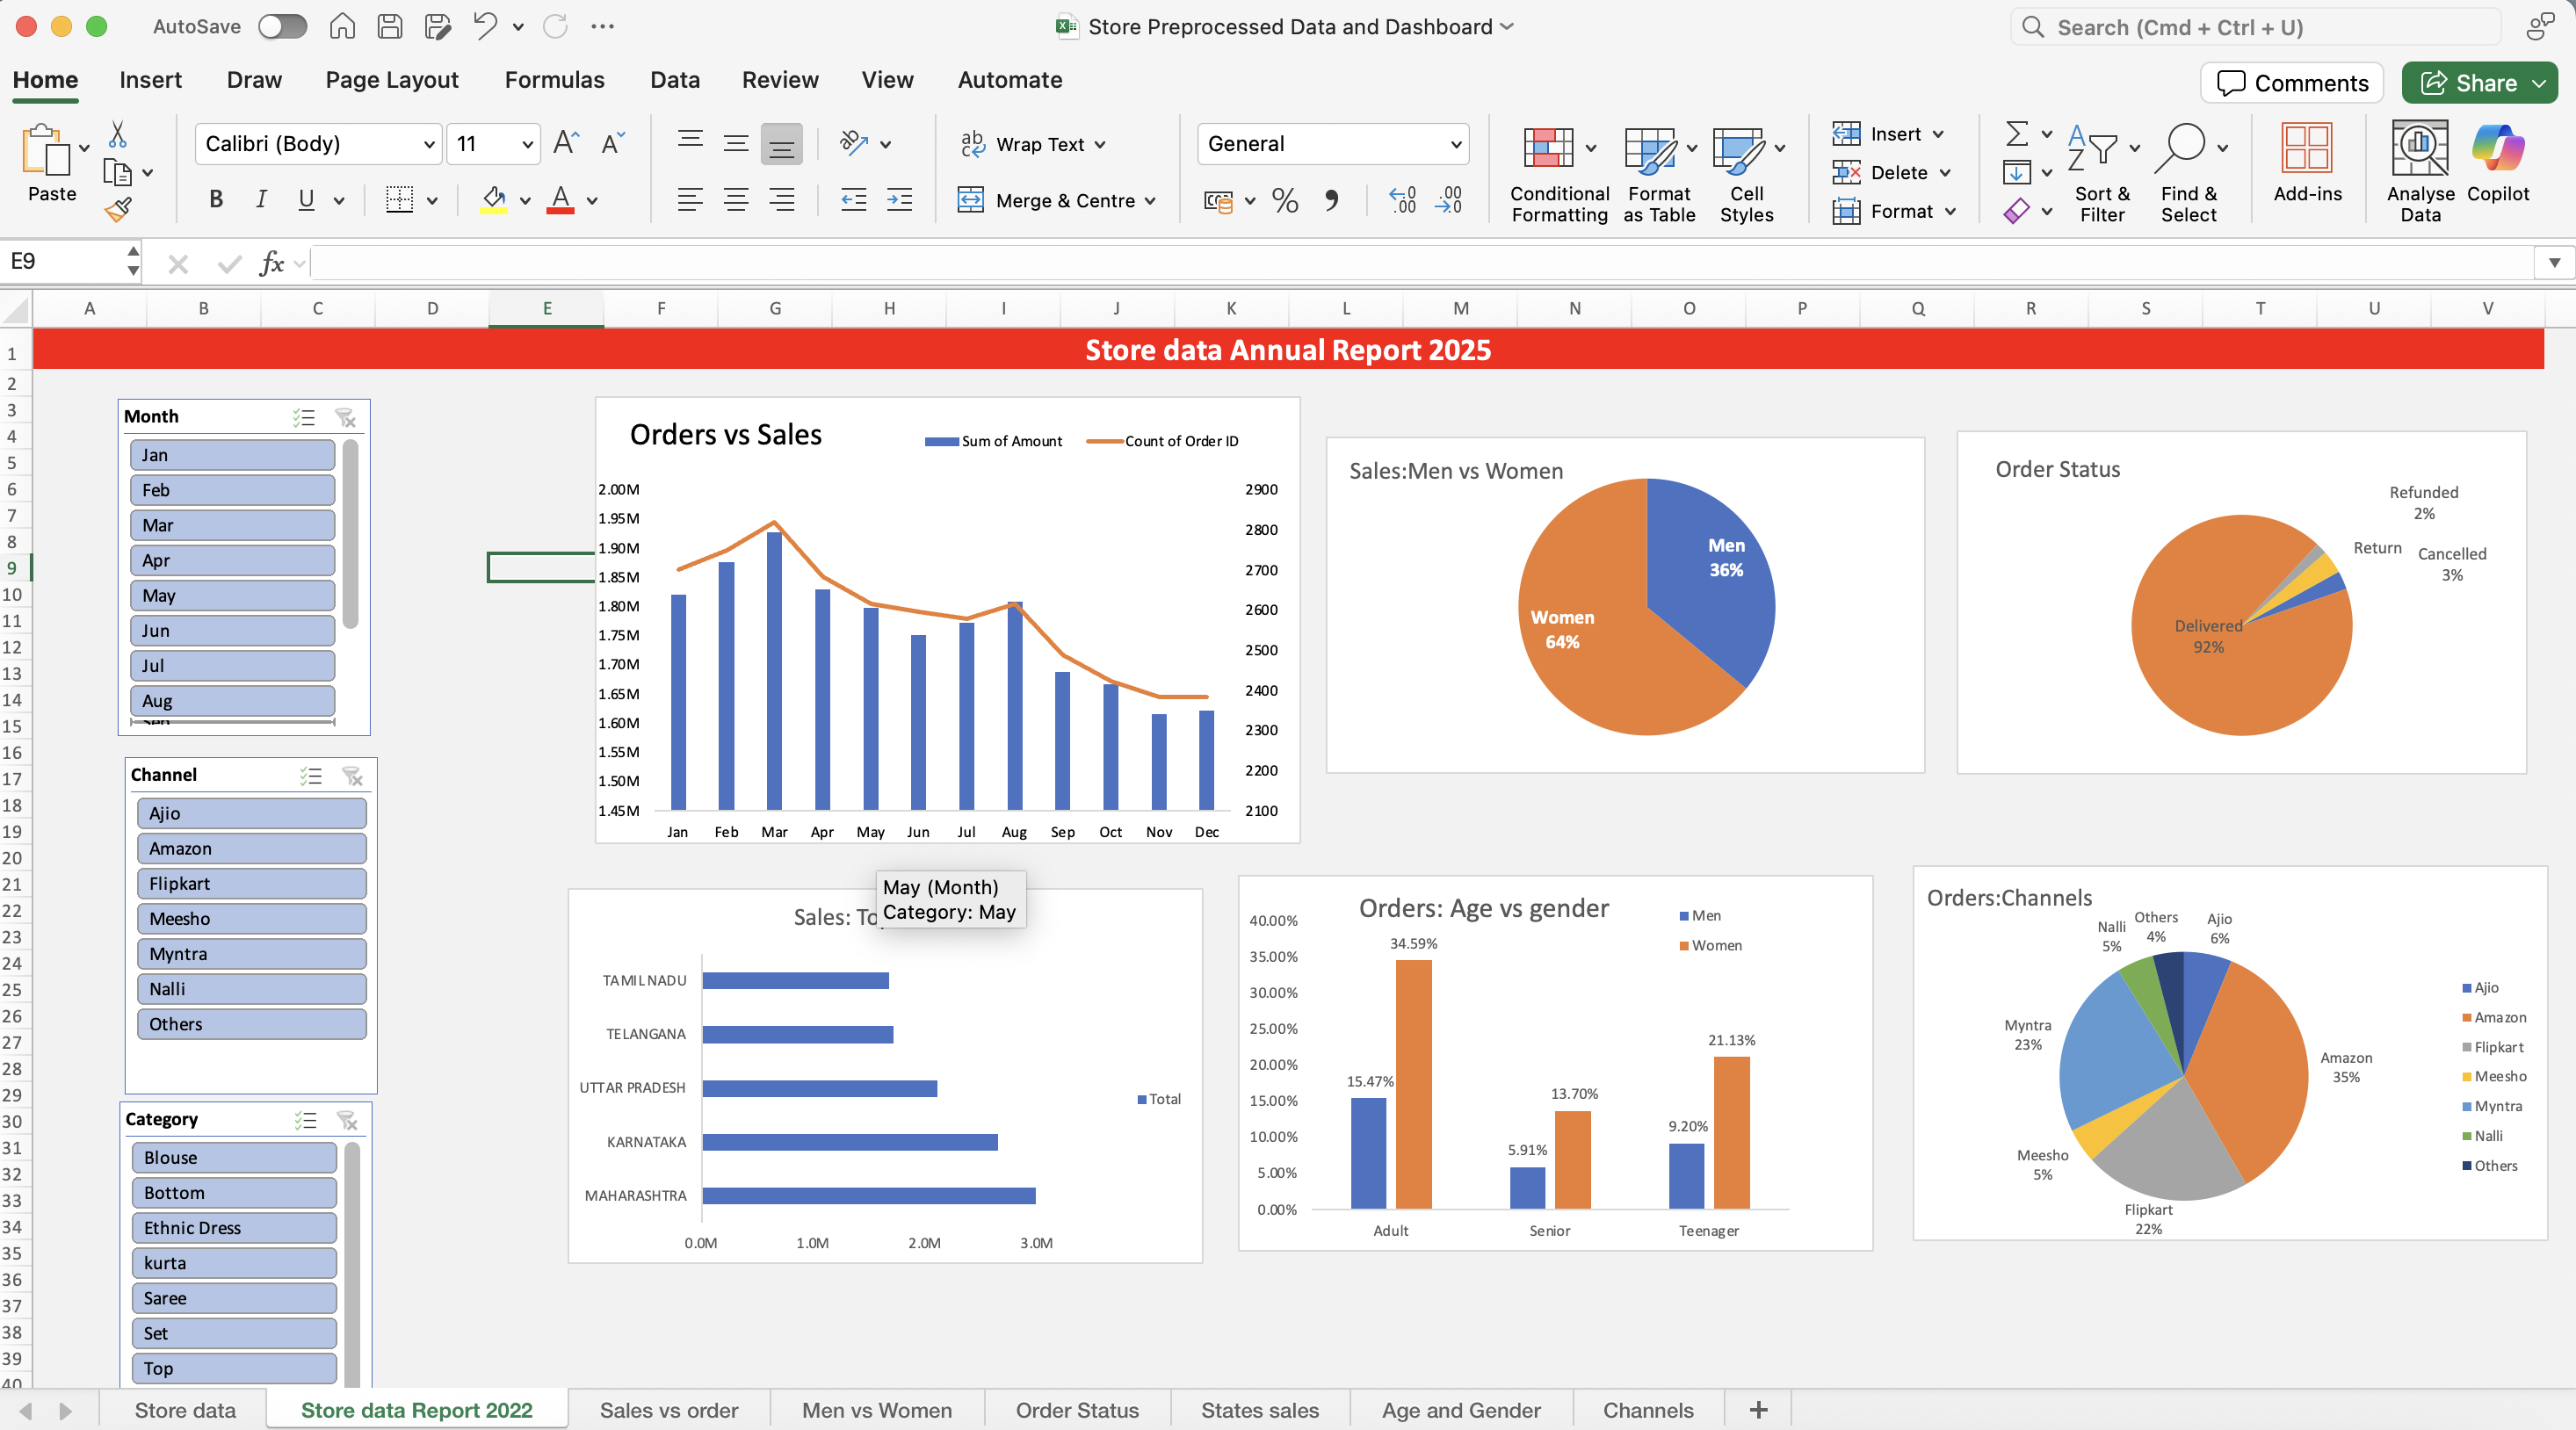 AutoSave
Store Preprocessed Data and Dashboard
Search (Cmd + Ctrl + U)
Home Insert Draw Page Layout Formulas Data Review View Automate
Comments Share
Paste
Calibri (Body) 11
B I U
Wrap Text
Merge & Centre
General
Conditional Formatting
Format as Table
Cell Styles
Insert
Delete
Format
Sort & Filter
Find & Select
Add-ins
Analyse Data
Copilot
E9
fx
A B C D E F G H I J K L M N O P Q R S T U V
1
2
3
4
5
6
7
8
9
10
11
12
13
14
15
16
17
18
19
20
21
22
23
24
25
26
27
28
29
30
31
32
33
34
35
36
37
38
39
40
Store data Annual Report 2025
Month
Jan
Feb
Mar
Apr
May
Jun
Jul
Aug
Sep
Channel
Ajio
Amazon
Flipkart
Meesho
Myntra
Nalli
Others
Category
Blouse
Bottom
Ethnic Dress
kurta
Saree
Set
Top
Orders vs Sales
Sum of Amount Count of Order ID
2.00M
1.95M
1.90M
1.85M
1.80M
1.75M
1.70M
1.65M
1.60M
1.55M
1.50M
1.45M
2900
2800
2700
2600
2500
2400
2300
2200
2100
Jan Feb Mar Apr May Jun Jul Aug Sep Oct Nov Dec
Sales:Men vs Women
Men
36%
Women
64%
Order Status
Refunded
2%
Return
Cancelled
3%
Delivered
92%
May (Month)
Category: May
Sales: To
TAMIL NADU
TELANGANA
UTTAR PRADESH
KARNATAKA
MAHARASHTRA
0.0M 1.0M 2.0M 3.0M
Total
Orders: Age vs gender
Men
Women
40.00%
35.00%
30.00%
25.00%
20.00%
15.00%
10.00%
5.00%
0.00%
15.47%
34.59%
5.91%
13.70%
9.20%
21.13%
Adult Senior Teenager
Orders:Channels
Nalli
5%
Others
4%
Ajio
6%
Myntra
23%
Amazon
35%
Meesho
5%
Flipkart
22%
Ajio
Amazon
Flipkart
Meesho
Myntra
Nalli
Others
Store data Store data Report 2022 Sales vs order Men vs Women Order Status States sales Age and Gender Channels